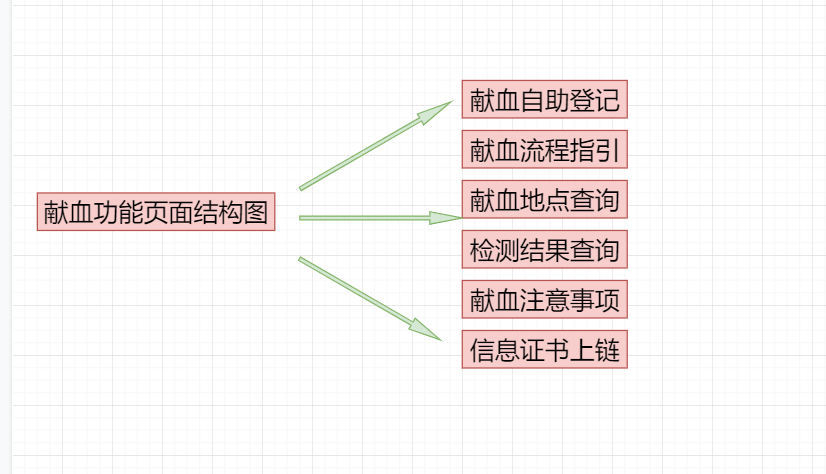 献血功能页面结构图
献血自助登记
献血流程指引
献血地点查询
检测结果查询
献血注意事项
信息证书上链